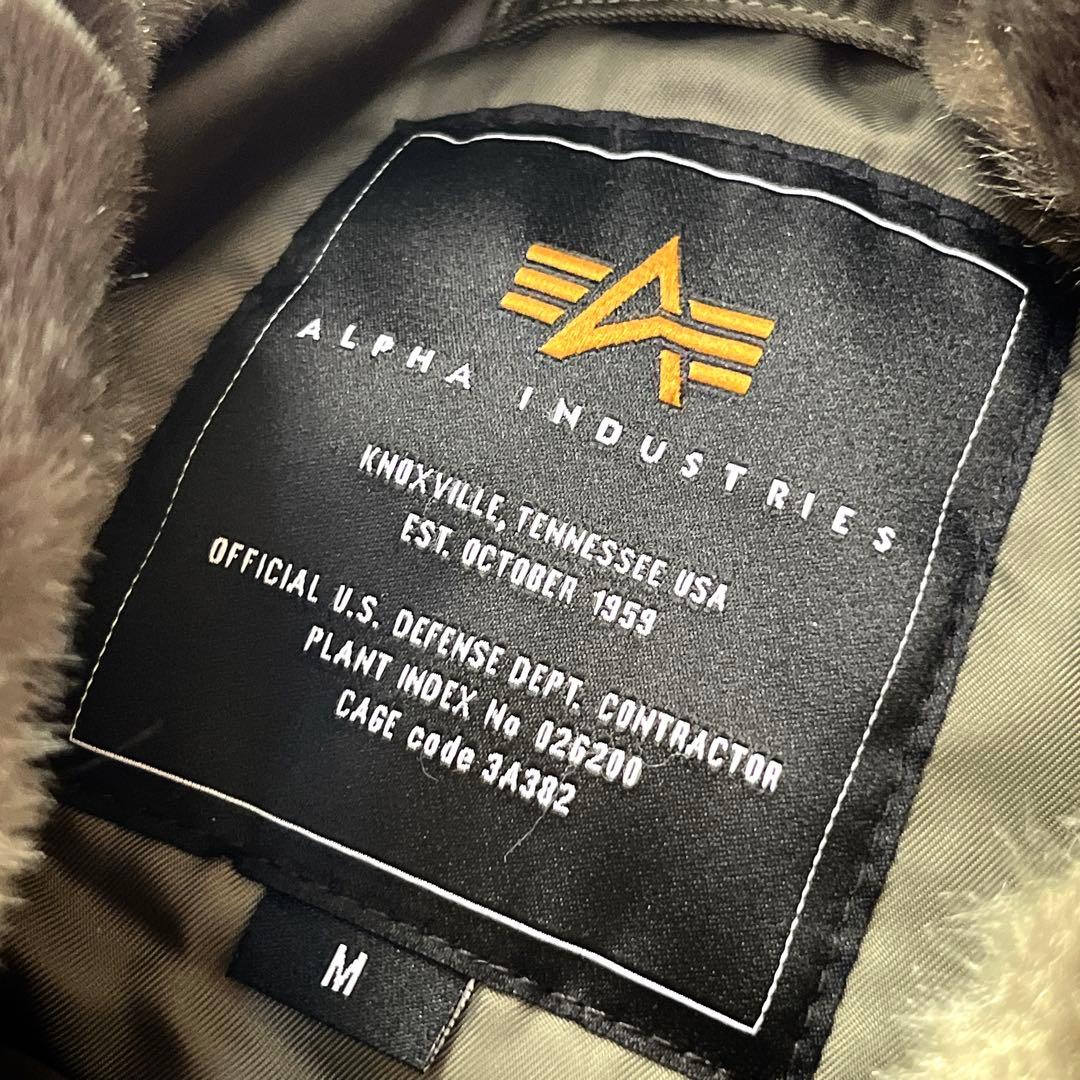 ALPHA INDUSTRIES
KNOXVILLE, TENNESSEE USA
EST. OCTOBER 1959
OFFICIAL U.S. DEFENSE DEPT. CONTRACTOR
PLANT INDEX No 026200
CAGE code 3A382
M